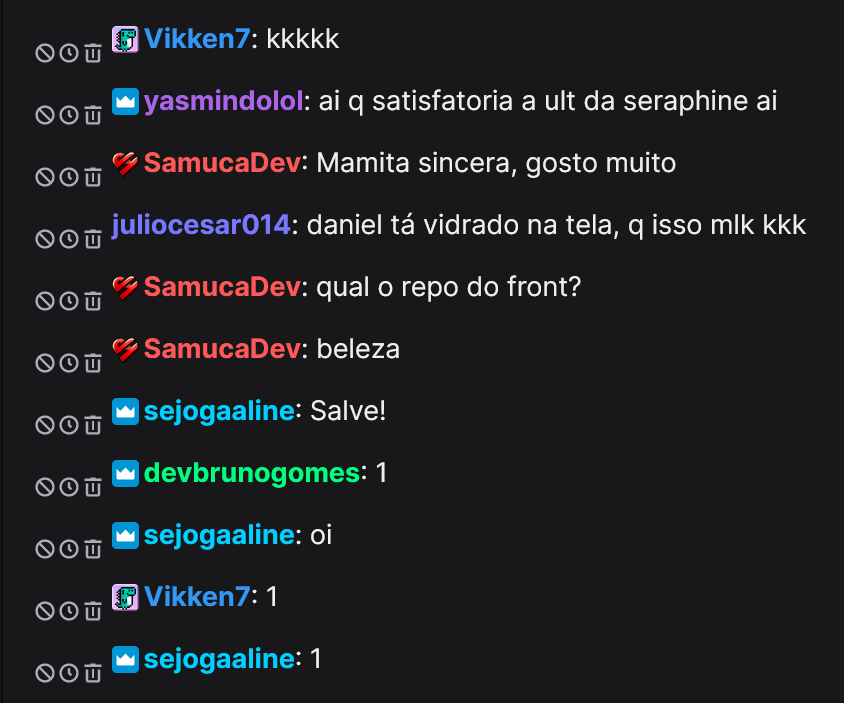 Vikken7: kkkkk
yasmindolol: ai q satisfatoria a ult da seraphine ai
SamucaDev: Mamita sincera, gosto muito
juliocesar014: daniel tá vidrado na tela, q isso mlk kkk
SamucaDev: qual o repo do front?
SamucaDev: beleza
sejogaaline: Salve!
devbrunogomes: 1
sejogaaline: oi
Vikken7: 1
sejogaaline: 1